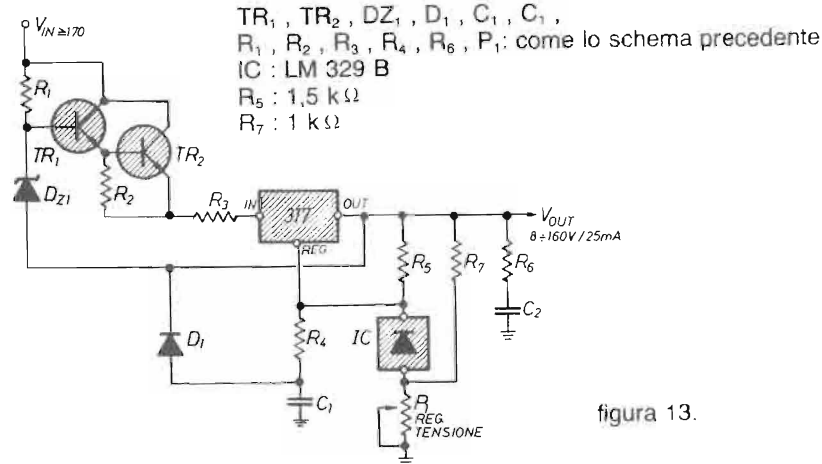 TR₁ , TR₂ , DZ₁ , D₁ , C₁ , C₁ ,
R₁ , R₂ , R₃ , R₄ , R₆ , P₁: come lo schema precedente
IC : LM 329 B
R₅ : 1,5 kΩ
R₇ : 1 kΩ
V_IN ≥170
R₁
TR₁
TR₂
D_Z1
R₂
R₃
IN
317
OUT
REG
V_OUT
8÷160V/25mA
R₅
R₇
R₆
D₁
R₄
IC
C₂
C₁
P₁
REG.
TENSIONE
figura 13.